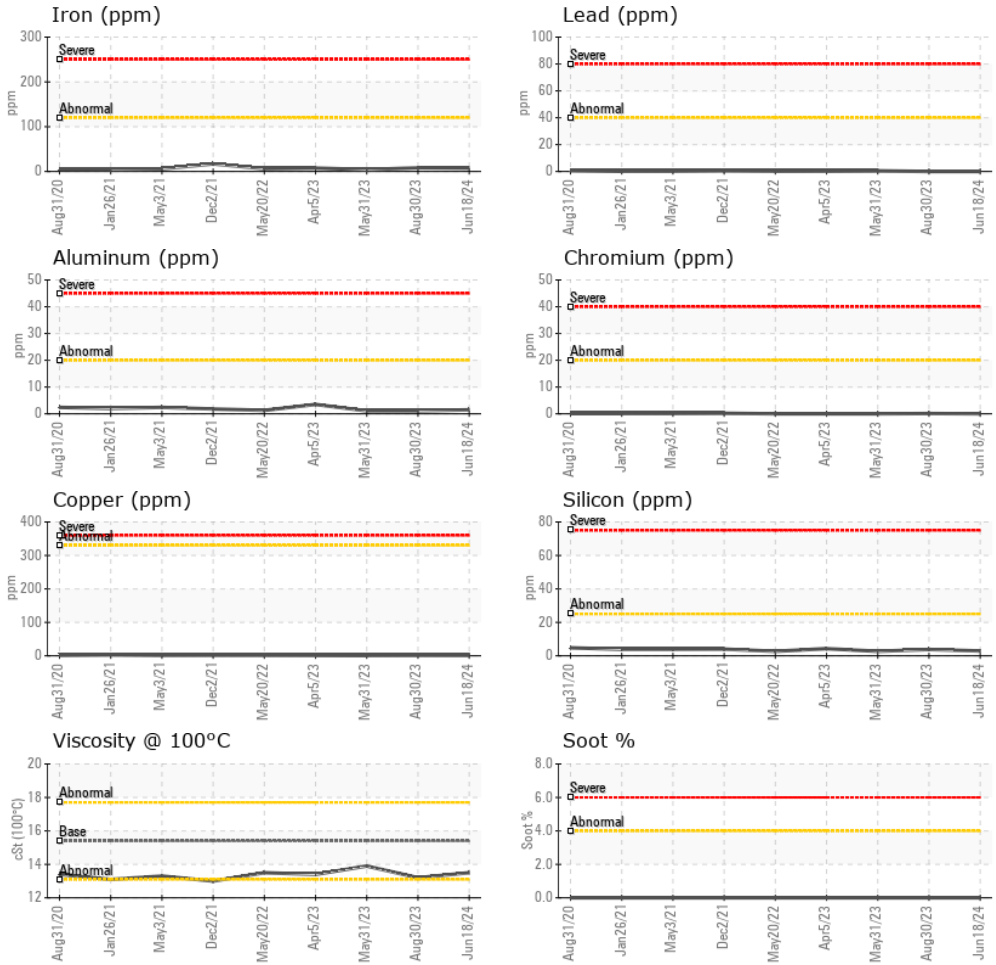 Iron (ppm)
300
200
100
0
ppm
Severe
Abnormal
Aug31/20
Jan26/21
May3/21
Dec2/21
May20/22
Apr5/23
May31/23
Aug30/23
Jun18/24
Lead (ppm)
100
80
60
40
20
0
ppm
Severe
Abnormal
Aug31/20
Jan26/21
May3/21
Dec2/21
May20/22
Apr5/23
May31/23
Aug30/23
Jun18/24
Aluminum (ppm)
50
40
30
20
10
0
ppm
Severe
Abnormal
Aug31/20
Jan26/21
May3/21
Dec2/21
May20/22
Apr5/23
May31/23
Aug30/23
Jun18/24
Chromium (ppm)
50
40
30
20
10
0
ppm
Severe
Abnormal
Aug31/20
Jan26/21
May3/21
Dec2/21
May20/22
Apr5/23
May31/23
Aug30/23
Jun18/24
Copper (ppm)
400
300
200
100
0
ppm
Severe
Abnormal
Aug31/20
Jan26/21
May3/21
Dec2/21
May20/22
Apr5/23
May31/23
Aug30/23
Jun18/24
Silicon (ppm)
80
60
40
20
0
ppm
Severe
Abnormal
Aug31/20
Jan26/21
May3/21
Dec2/21
May20/22
Apr5/23
May31/23
Aug30/23
Jun18/24
Viscosity @ 100°C
20
18
16
14
12
cSt (100°C)
Abnormal
Base
Abnormal
Aug31/20
Jan26/21
May3/21
Dec2/21
May20/22
Apr5/23
May31/23
Aug30/23
Jun18/24
Soot %
8.0
6.0
4.0
2.0
0.0
Soot %
Severe
Abnormal
Aug31/20
Jan26/21
May3/21
Dec2/21
May20/22
Apr5/23
May31/23
Aug30/23
Jun18/24